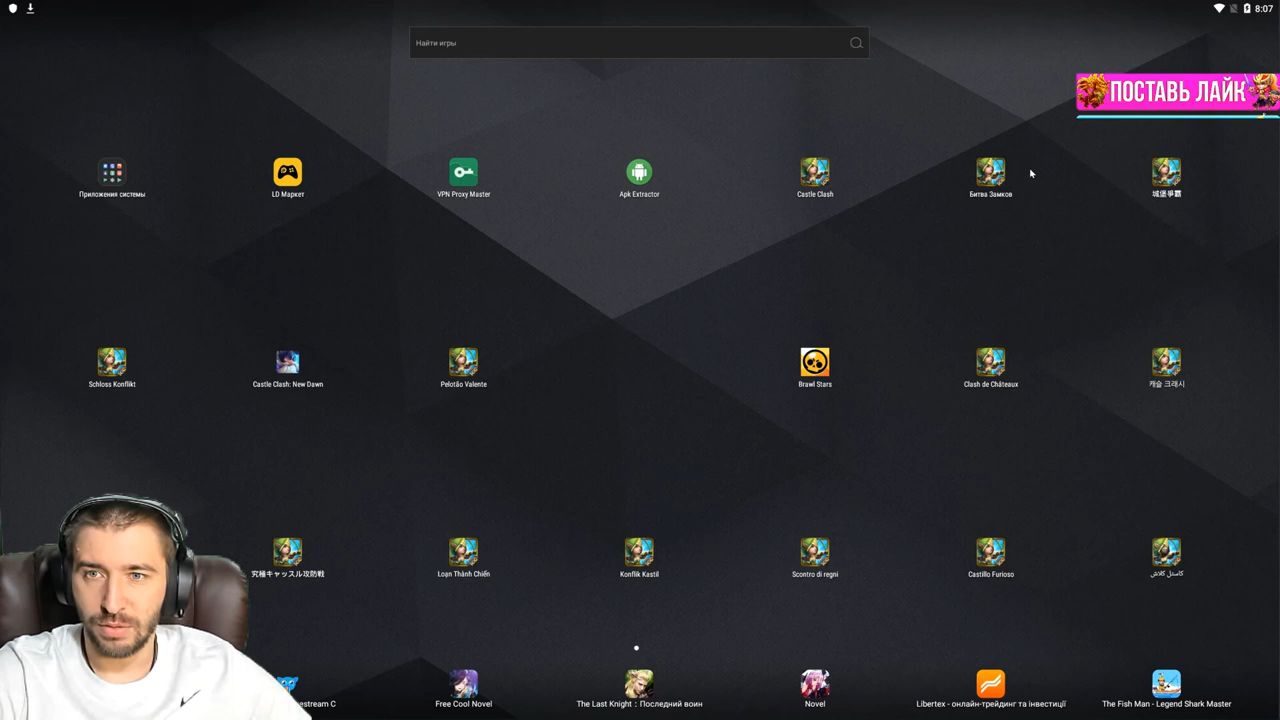 8:07
Найти игры
ПОСТАВЬ ЛАЙК
Приложения системы
LD Маркет
VPN Proxy Master
Apk Extractor
Castle Clash
Битва Замков
城堡爭霸
Schloss Konflikt
Castle Clash: New Dawn
Pelotão Valente
Brawl Stars
Clash de Châteaux
캐슬 크래시
究極キャッスル攻防戦
Loạn Thành Chiến
Konflik Kastil
Scontro di regni
Castillo Furioso
كاسل كلاش
Free Cool Novel
The Last Knight : Последний воин
Novel
Libertex - онлайн-трейдинг та інвестиції
The Fish Man - Legend Shark Master